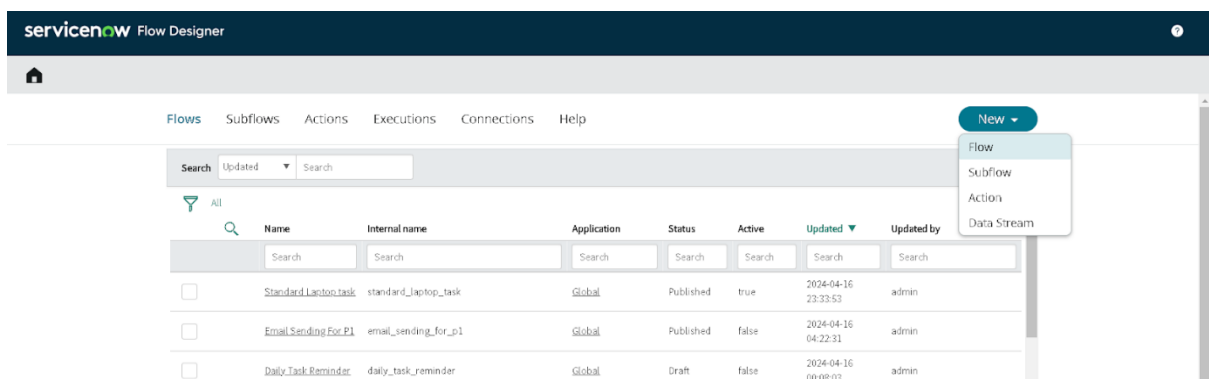 servicenow Flow Designer
?
Flows Subflows Actions Executions Connections Help New
Flow
Subflow
Action
Data Stream
Search Updated Search
All
Name Internal name Application Status Active Updated Updated by
Search Search Search Search Search Search Search
Standard Laptop task standard_laptop_task Global Published true 2024-04-16 23:33:53 admin
Email Sending For P1 email_sending_for_p1 Global Published false 2024-04-16 04:22:31 admin
Daily Task Reminder daily_task_reminder Global Draft false 2024-04-16 admin